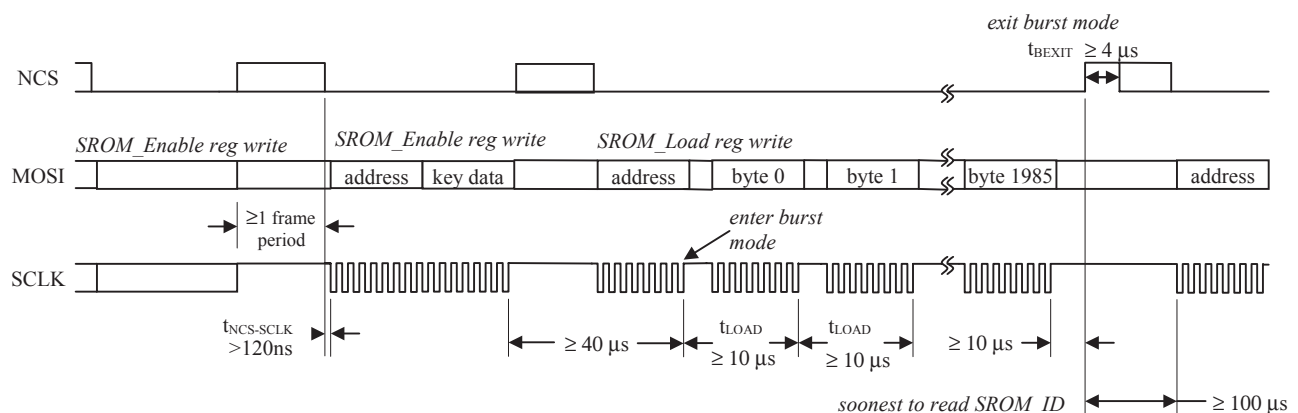 exit burst mode
tBEXIT ≥ 4 µs
NCS
SROM_Enable reg write
SROM_Enable reg write
SROM_Load reg write
MOSI
address
key data
address
byte 0
byte 1
byte 1985
address
≥1 frame
period
enter burst
mode
SCLK
tNCS-SCLK
>120ns
≥ 40 µs
tLOAD
≥ 10 µs
tLOAD
≥ 10 µs
≥ 10 µs
soonest to read SROM_ID
≥ 100 µs